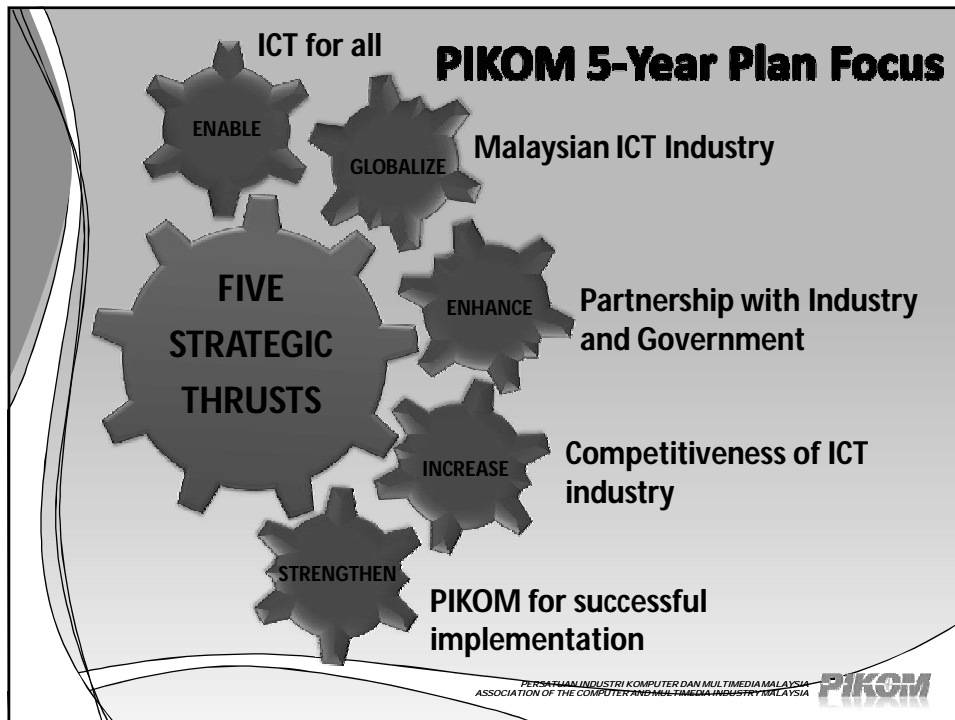 ICT for all
PIKOM 5-Year Plan Focus
ENABLE
GLOBALIZE
Malaysian ICT Industry
FIVE
STRATEGIC
THRUSTS
ENHANCE
Partnership with Industry
and Government
INCREASE
Competitiveness of ICT
industry
STRENGTHEN
PIKOM for successful
implementation
PERSATUAN INDUSTRI KOMPUTER DAN MULTIMEDIA MALAYSIA
ASSOCIATION OF THE COMPUTER AND MULTIMEDIA INDUSTRY MALAYSIA
PIKOM